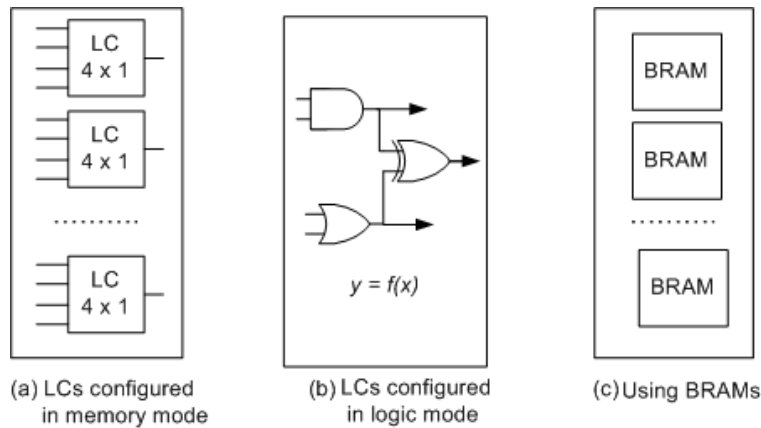 LC
4 x 1
LC
4 x 1
LC
4 x 1
(a) LCs configured
in memory mode
y = f(x)
(b) LCs configured
in logic mode
BRAM
BRAM
BRAM
(c) Using BRAMs